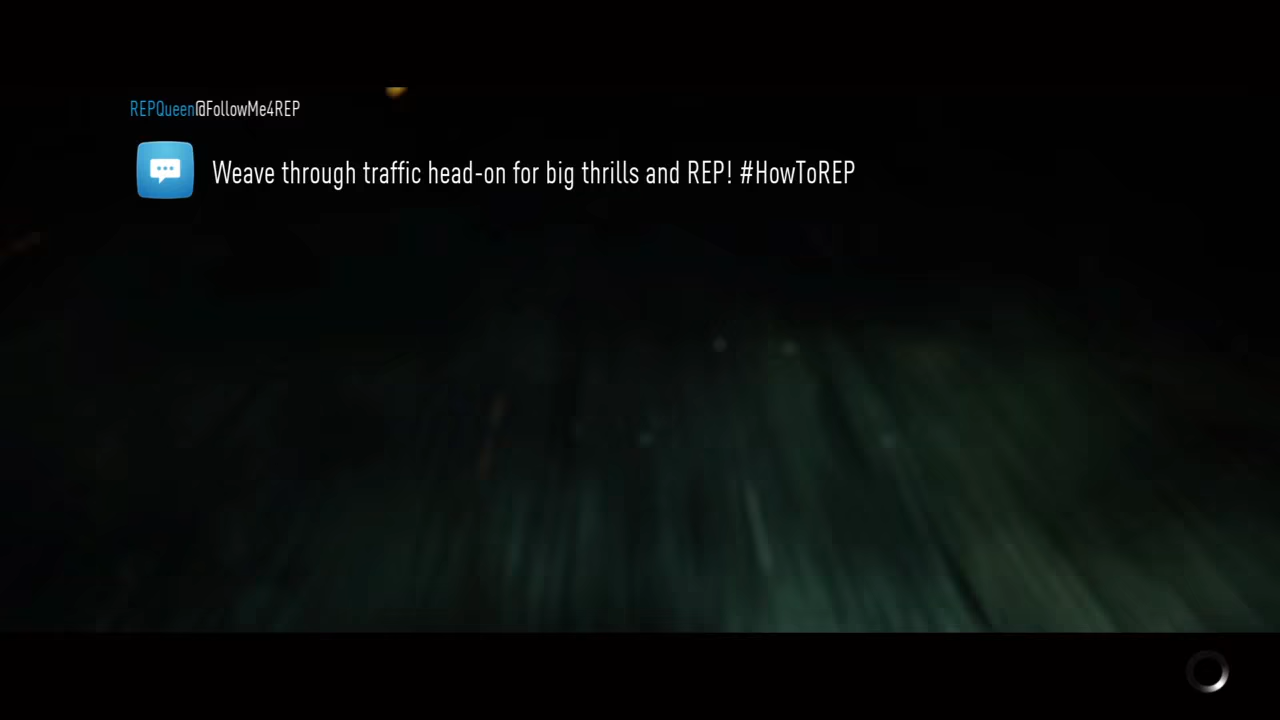 REPQueen@FollowMe4REP
Weave through traffic head-on for big thrills and REP! #HowToREP